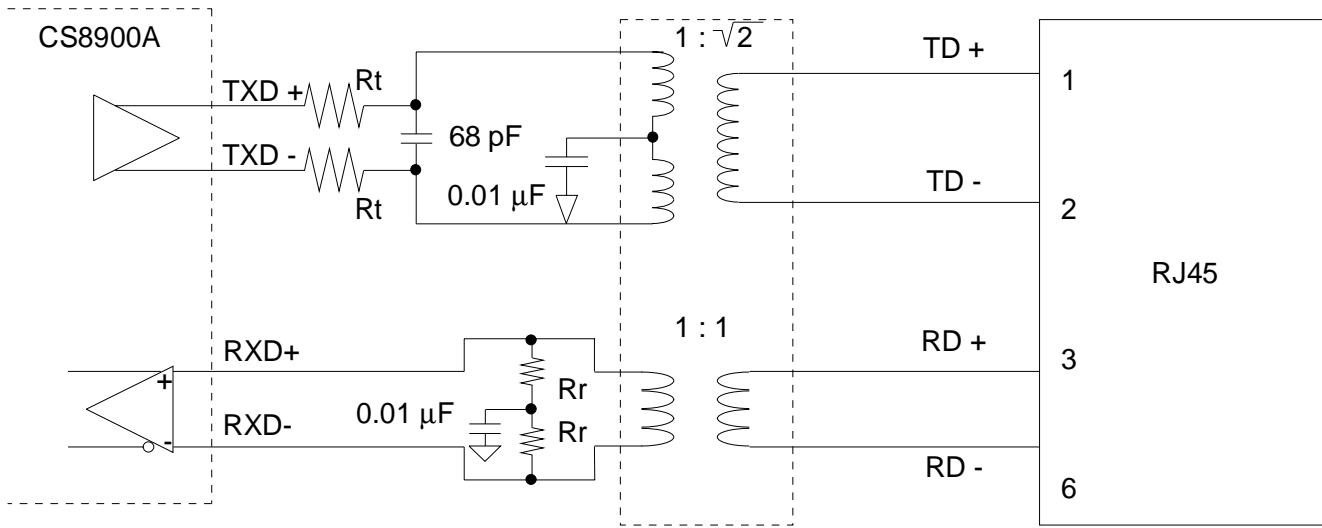 CS8900A
1 : √2
TXD +
Rt
TD +
1
68 pF
TXD -
Rt
0.01 µF
TD -
2
RJ45
1 : 1
RXD+
RD +
3
+
Rr
0.01 µF
RXD-
-
Rr
RD -
6